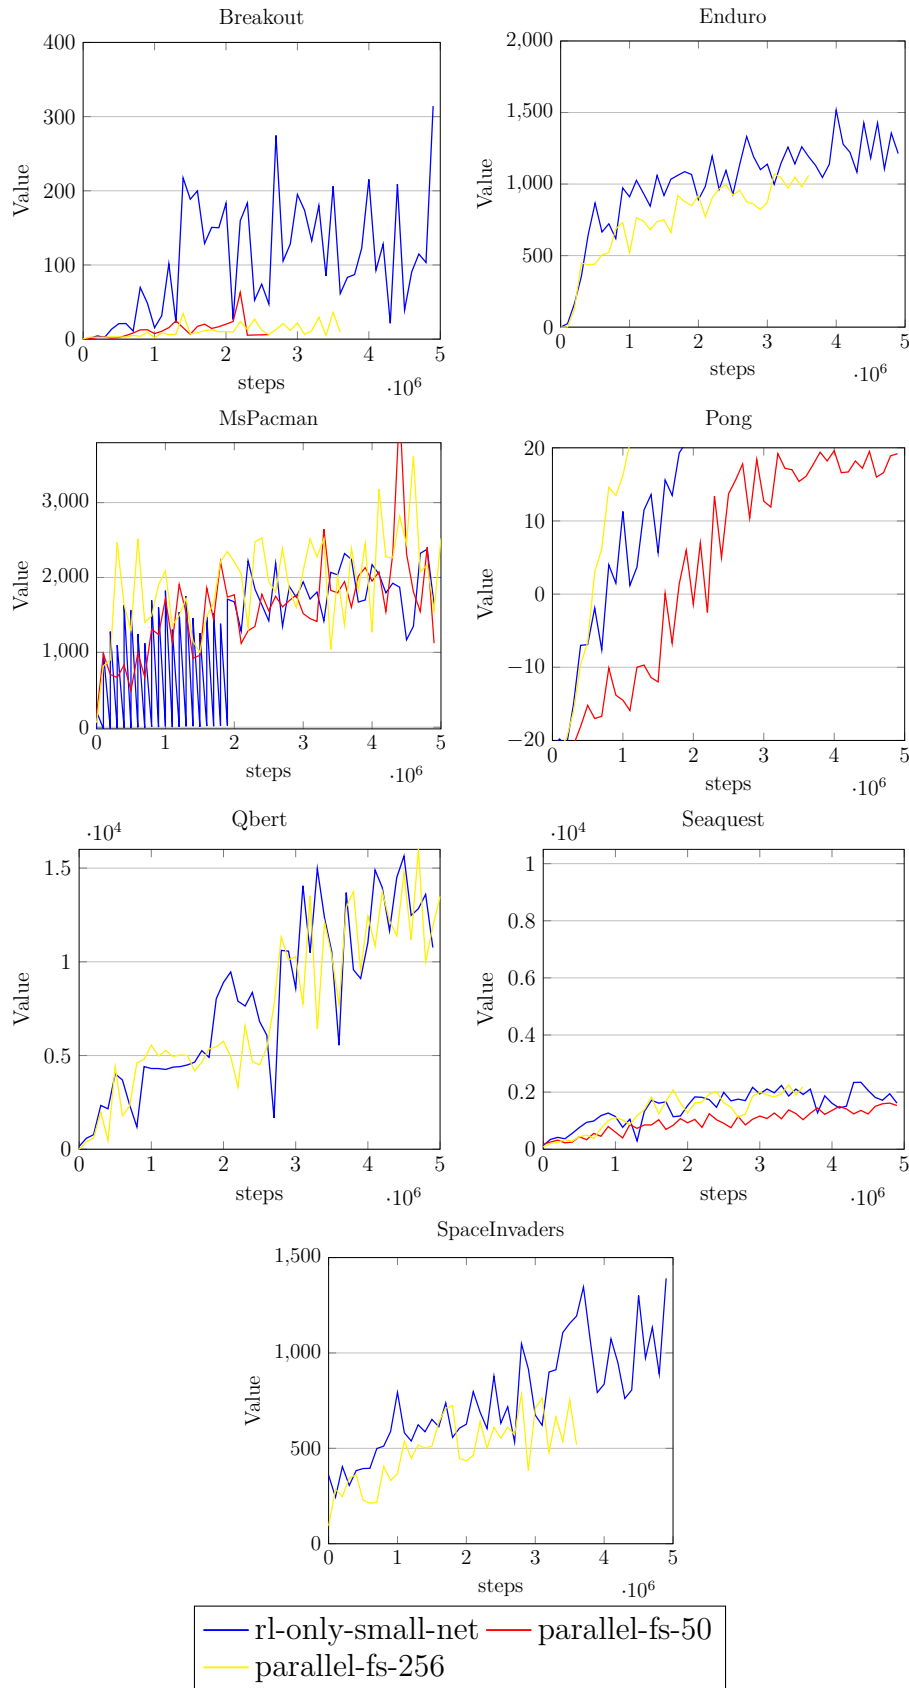 Breakout
400
300
200
100
0
0 1 2 3 4 5
Value
steps
·10^6
Enduro
2,000
1,500
1,000
500
0
0 1 2 3 4 5
Value
steps
·10^6
MsPacman
3,000
2,000
1,000
0
0 1 2 3 4 5
Value
steps
·10^6
Pong
20
10
0
−10
−20
0 1 2 3 4 5
Value
steps
·10^6
Qbert
·10^4
1.5
1
0.5
0
0 1 2 3 4 5
Value
steps
·10^6
Seaquest
·10^4
1
0.8
0.6
0.4
0.2
0
0 1 2 3 4 5
Value
steps
·10^6
SpaceInvaders
1,500
1,000
500
0
0 1 2 3 4 5
Value
steps
·10^6
rl-only-small-net parallel-fs-50
parallel-fs-256